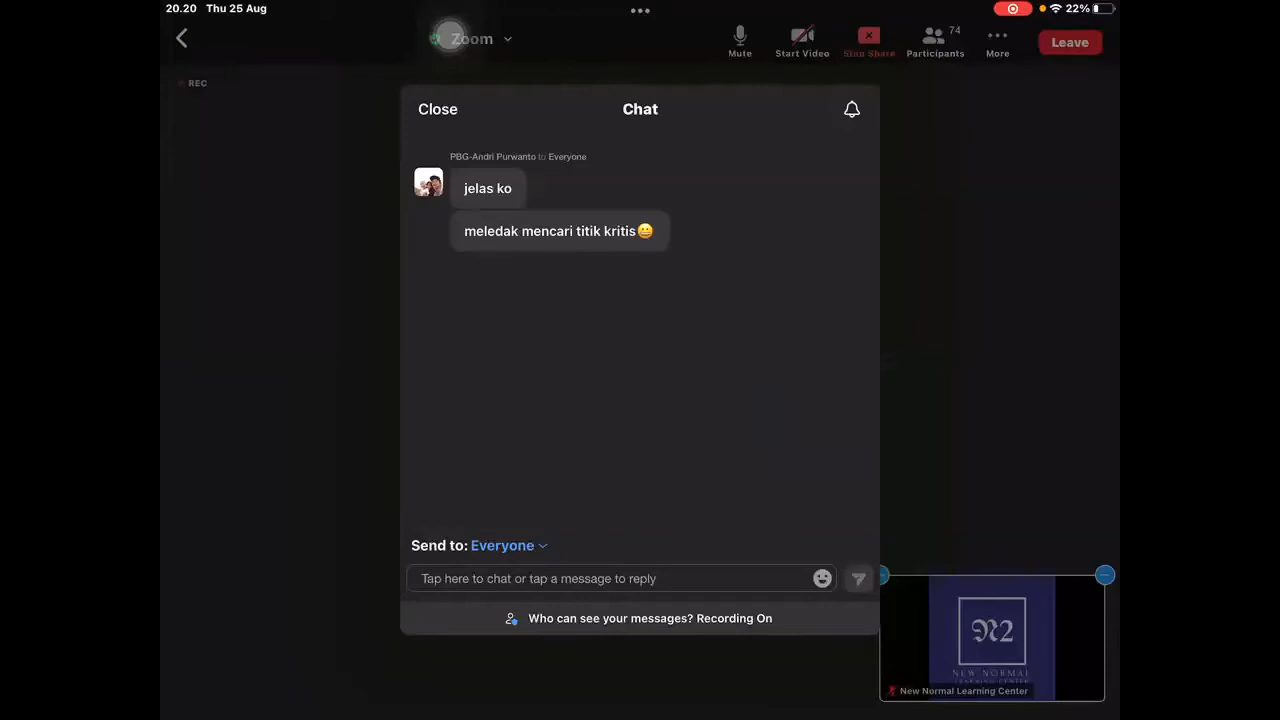 20.20 Thu 25 Aug
22%
Zoom
Mute
Start Video
Stop Share
74
Participants
More
Leave
REC
Close
Chat
PBG-Andri Purwanto to Everyone
jelas ko
meledak mencari titik kritis😀
Send to: Everyone
Tap here to chat or tap a message to reply
Who can see your messages? Recording On
N2
NEW NORMAL
LEARNING CENTER
New Normal Learning Center